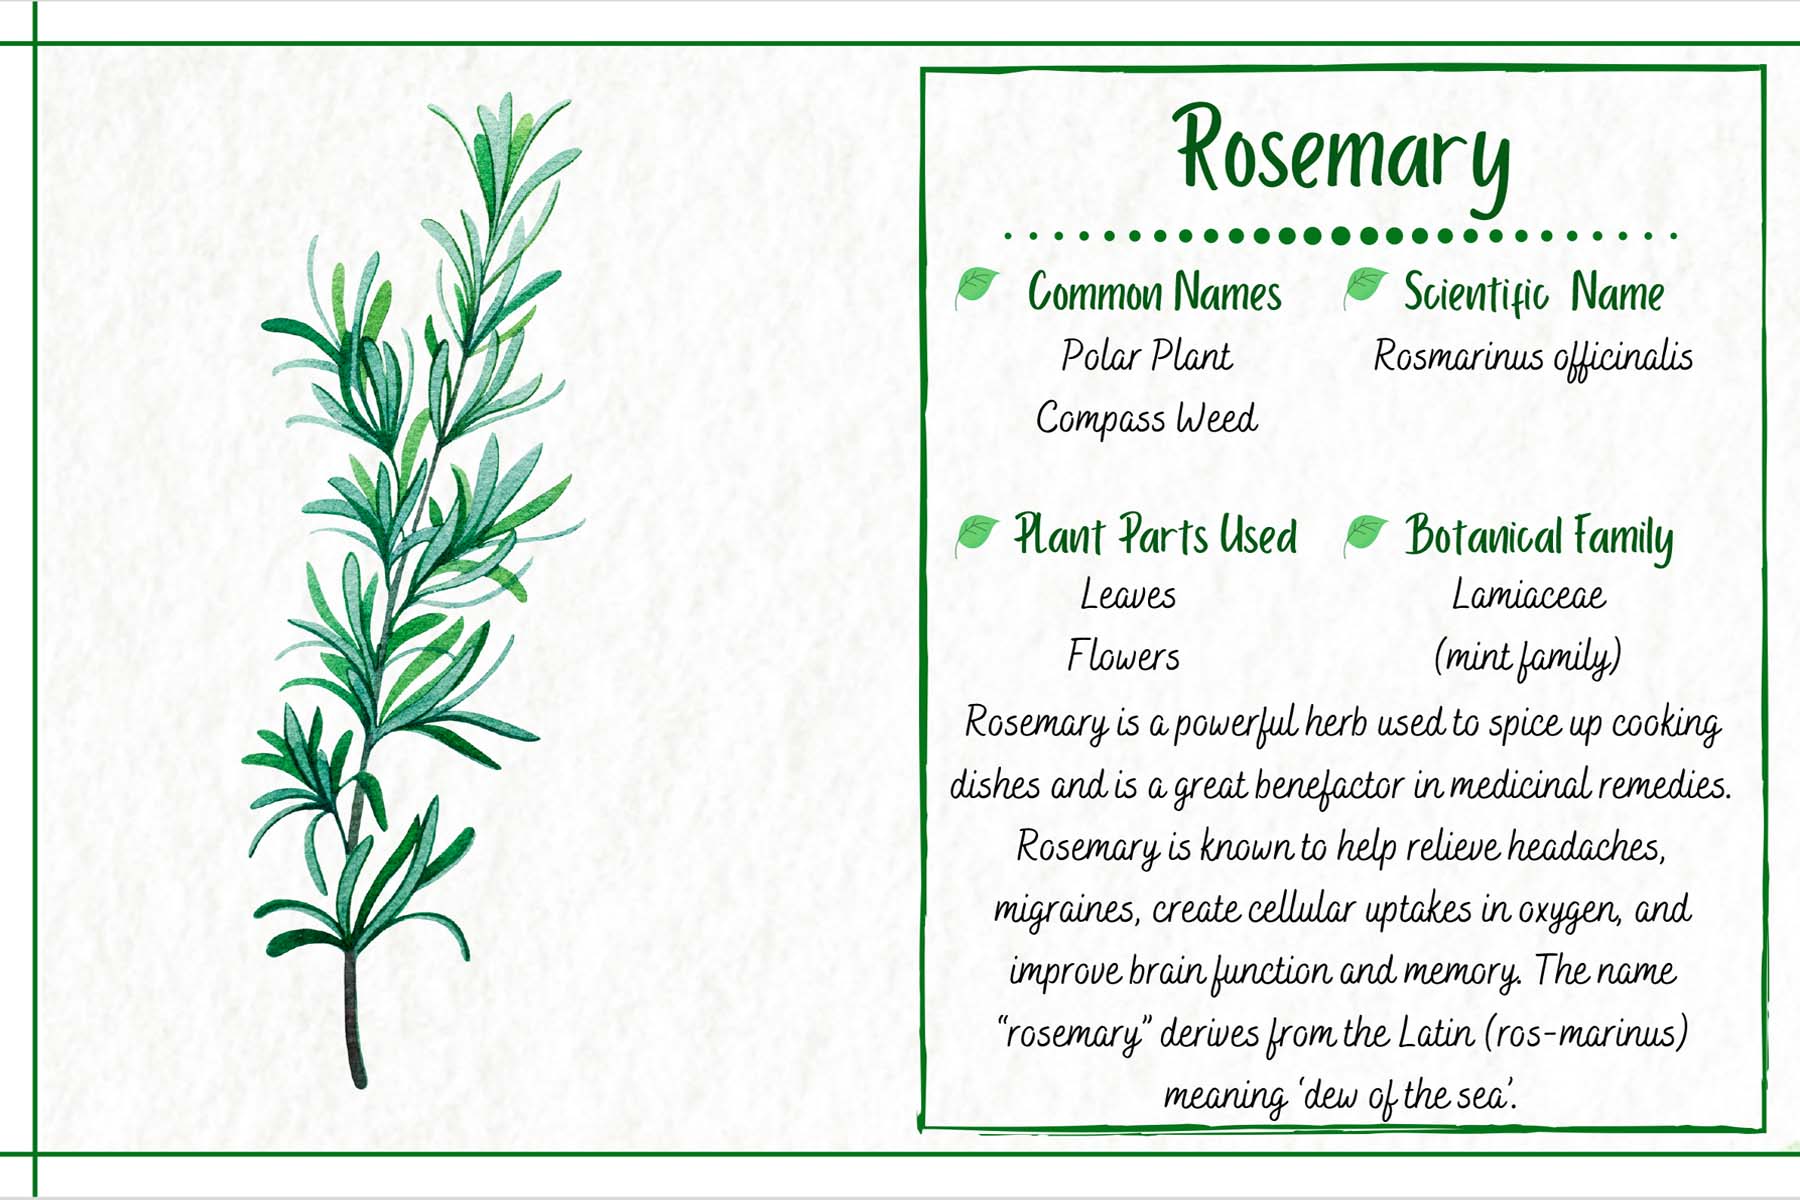 Rosemary
Common Names
Polar Plant
Compass Weed
Scientific Name
Rosmarinus officinalis
Plant Parts Used
Leaves
Flowers
Botanical Family
Lamiaceae
(mint family)
Rosemary is a powerful herb used to spice up cooking
dishes and is a great benefactor in medicinal remedies.
Rosemary is known to help relieve headaches,
migraines, create cellular uptakes in oxygen, and
improve brain function and memory. The name
“rosemary” derives from the Latin (ros-marinus)
meaning ‘dew of the sea’.